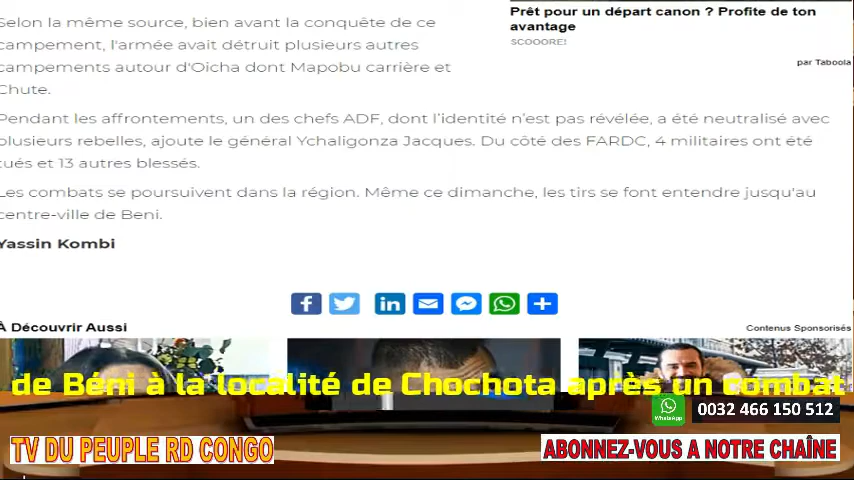 Selon la même source, bien avant la conquête de ce
campement, l'armée avait détruit plusieurs autres
campements autour d'Oicha dont Mapobu carrière et
Chute.
Pendant les affrontements, un des chefs ADF, dont l'identité n'est pas révélée, a été neutralisé avec
plusieurs rebelles, ajoute le général Ychaligonza Jacques. Du côté des FARDC, 4 militaires ont été
tués et 13 autres blessés.
Les combats se poursuivent dans la région. Même ce dimanche, les tirs se font entendre jusqu'au
centre-ville de Beni.
Yassin Kombi
Prêt pour un départ canon ? Profite de ton
avantage
SCOOORE!
par Taboola
À Découvrir Aussi
Contenus Sponsorisés
de Béni à la localité de Chochota après un combat
WhatsApp
0032 466 150 512
TV DU PEUPLE RD CONGO
ABONNEZ-VOUS A NOTRE CHAÎNE